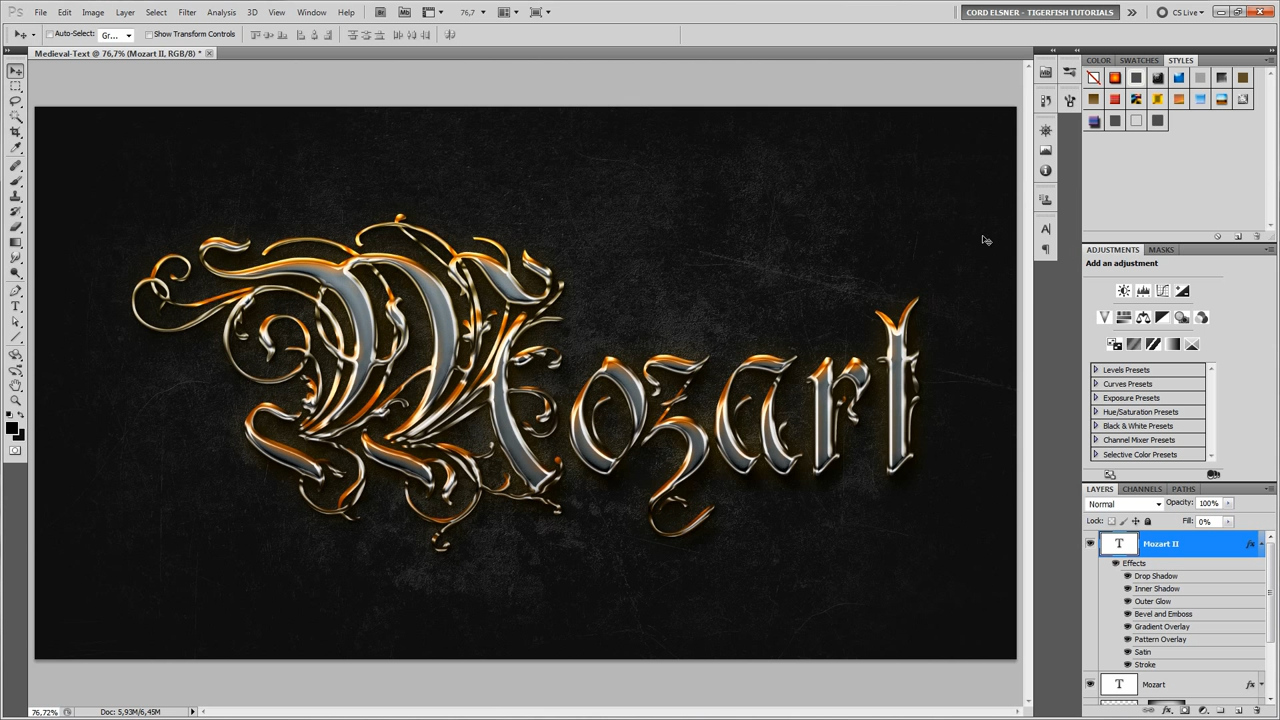 Ps File Edit Image Layer Select Filter Analysis 3D View Window Help Br Mb 76,7 CORD ELSNER - TIGERFISH TUTORIALS CS Live
Auto-Select: Gr... Show Transform Controls
Medieval-Text @ 76,7% (Mozart II, RGB/8) *
COLOR SWATCHES STYLES
Mozart
ADJUSTMENTS MASKS
Add an adjustment
Levels Presets
Curves Presets
Exposure Presets
Hue/Saturation Presets
Black & White Presets
Channel Mixer Presets
Selective Color Presets
LAYERS CHANNELS PATHS
Normal Opacity: 100%
Lock: Fill: 0%
T Mozart II fx
Effects
Drop Shadow
Inner Shadow
Outer Glow
Bevel and Emboss
Gradient Overlay
Pattern Overlay
Satin
Stroke
T Mozart fx
76,72% Doc: 5,93M/6,45M